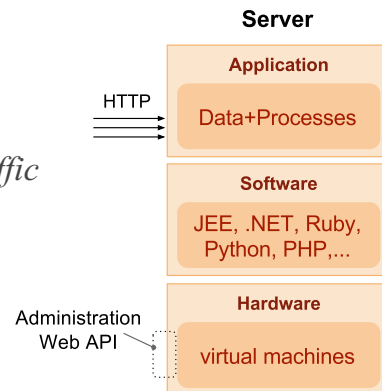 Server
Application
HTTP
Data+Processes
Software
JEE, .NET, Ruby,
Python, PHP,...
Hardware
Administration
Web API
virtual machines